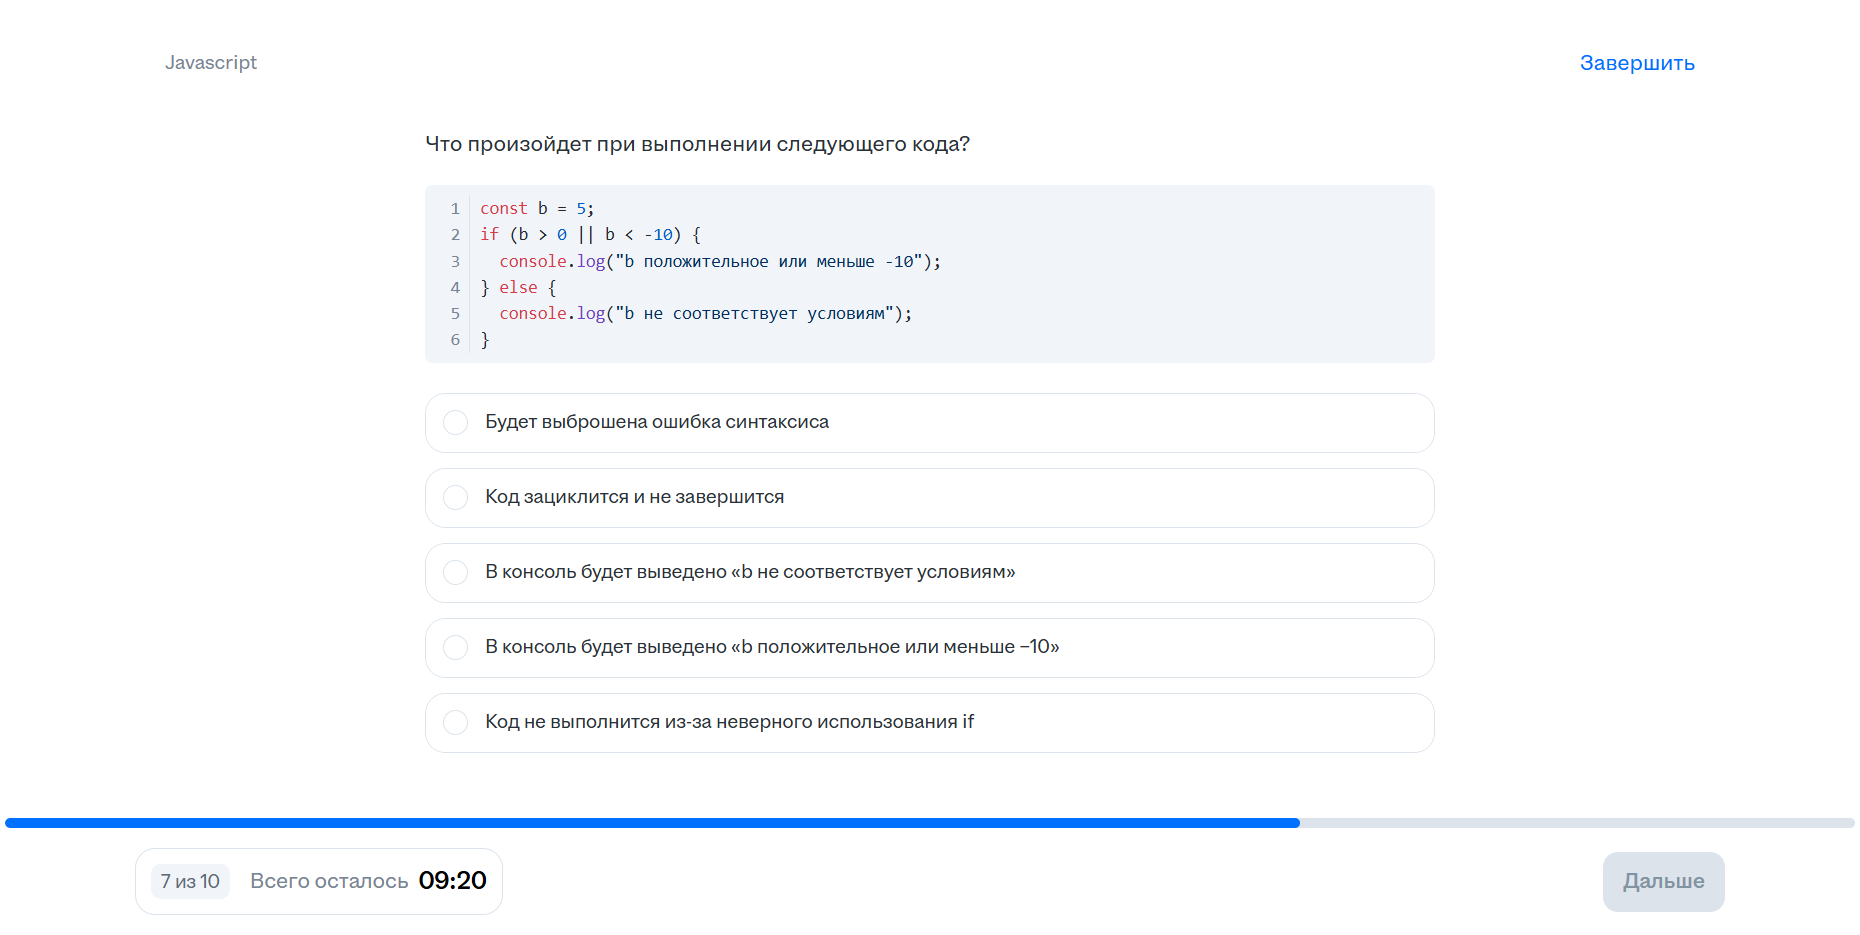 Javascript
Завершить
Что произойдет при выполнении следующего кода?
1 const b = 5;
2 if (b > 0 || b < -10) {
3   console.log("b положительное или меньше -10");
4 } else {
5   console.log("b не соответствует условиям");
6 }
Будет выброшена ошибка синтаксиса
Код зациклится и не завершится
В консоль будет выведено «b не соответствует условиям»
В консоль будет выведено «b положительное или меньше −10»
Код не выполнится из-за неверного использования if
7 из 10 Всего осталось 09:20
Дальше